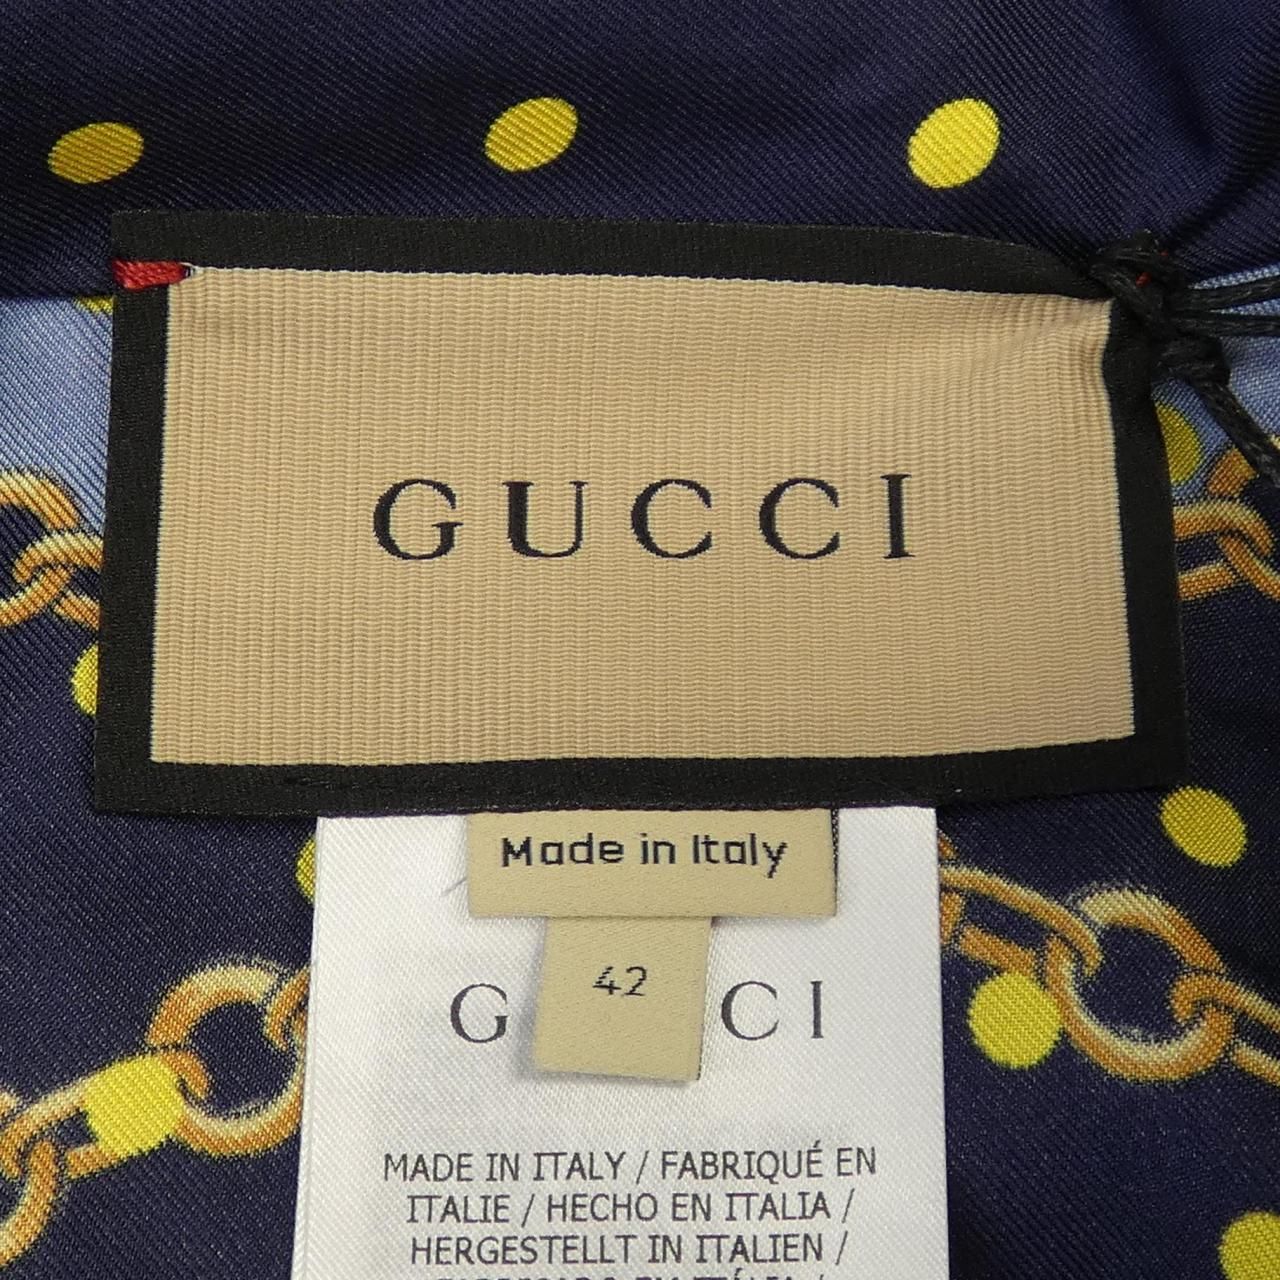 GUCCI
Made in Italy
42
G CI
MADE IN ITALY / FABRIQUÉ EN
ITALIE / HECHO EN ITALIA /
HERGESTELLT IN ITALIEN /